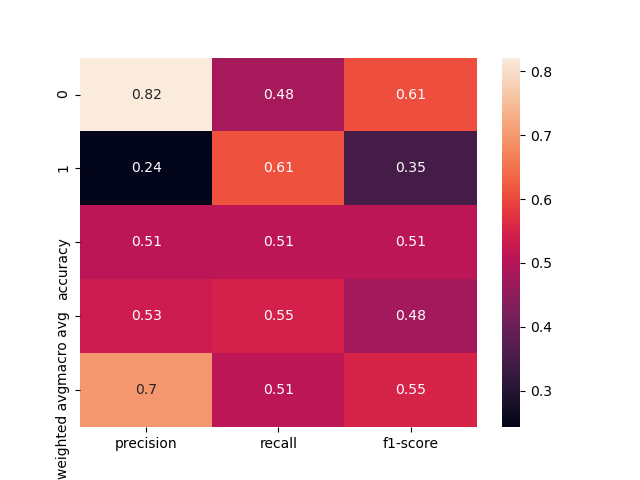 0
0.82 0.48 0.61
1
0.24 0.61 0.35
accuracy
0.51 0.51 0.51
macro avg
0.53 0.55 0.48
weighted avg
0.7 0.51 0.55
precision recall f1-score
0.8
0.7
0.6
0.5
0.4
0.3